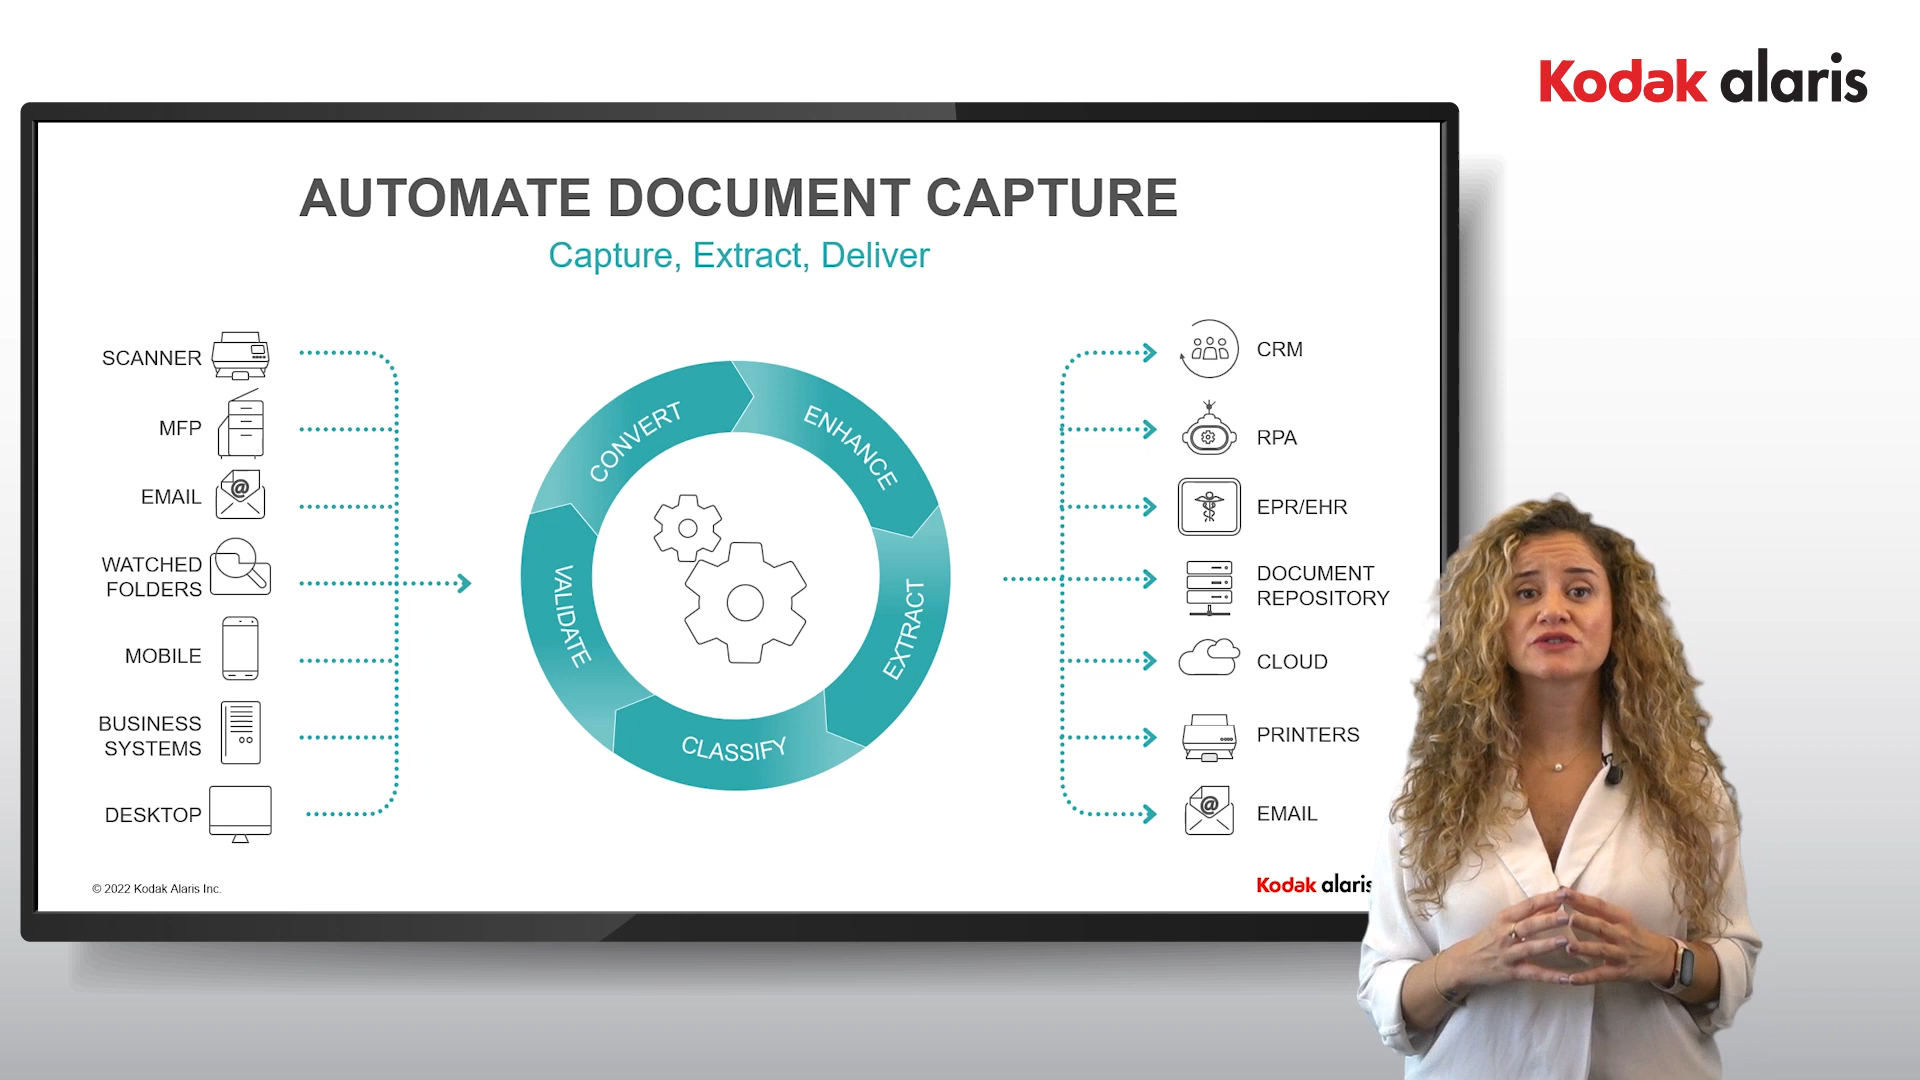 Kodak alaris
AUTOMATE DOCUMENT CAPTURE
Capture, Extract, Deliver
SCANNER
MFP
EMAIL
WATCHED
FOLDERS
MOBILE
BUSINESS
SYSTEMS
DESKTOP
CONVERT
ENHANCE
EXTRACT
CLASSIFY
VALIDATE
CRM
RPA
EPR/EHR
DOCUMENT
REPOSITORY
CLOUD
PRINTERS
EMAIL
© 2022 Kodak Alaris Inc.
Kodak alaris